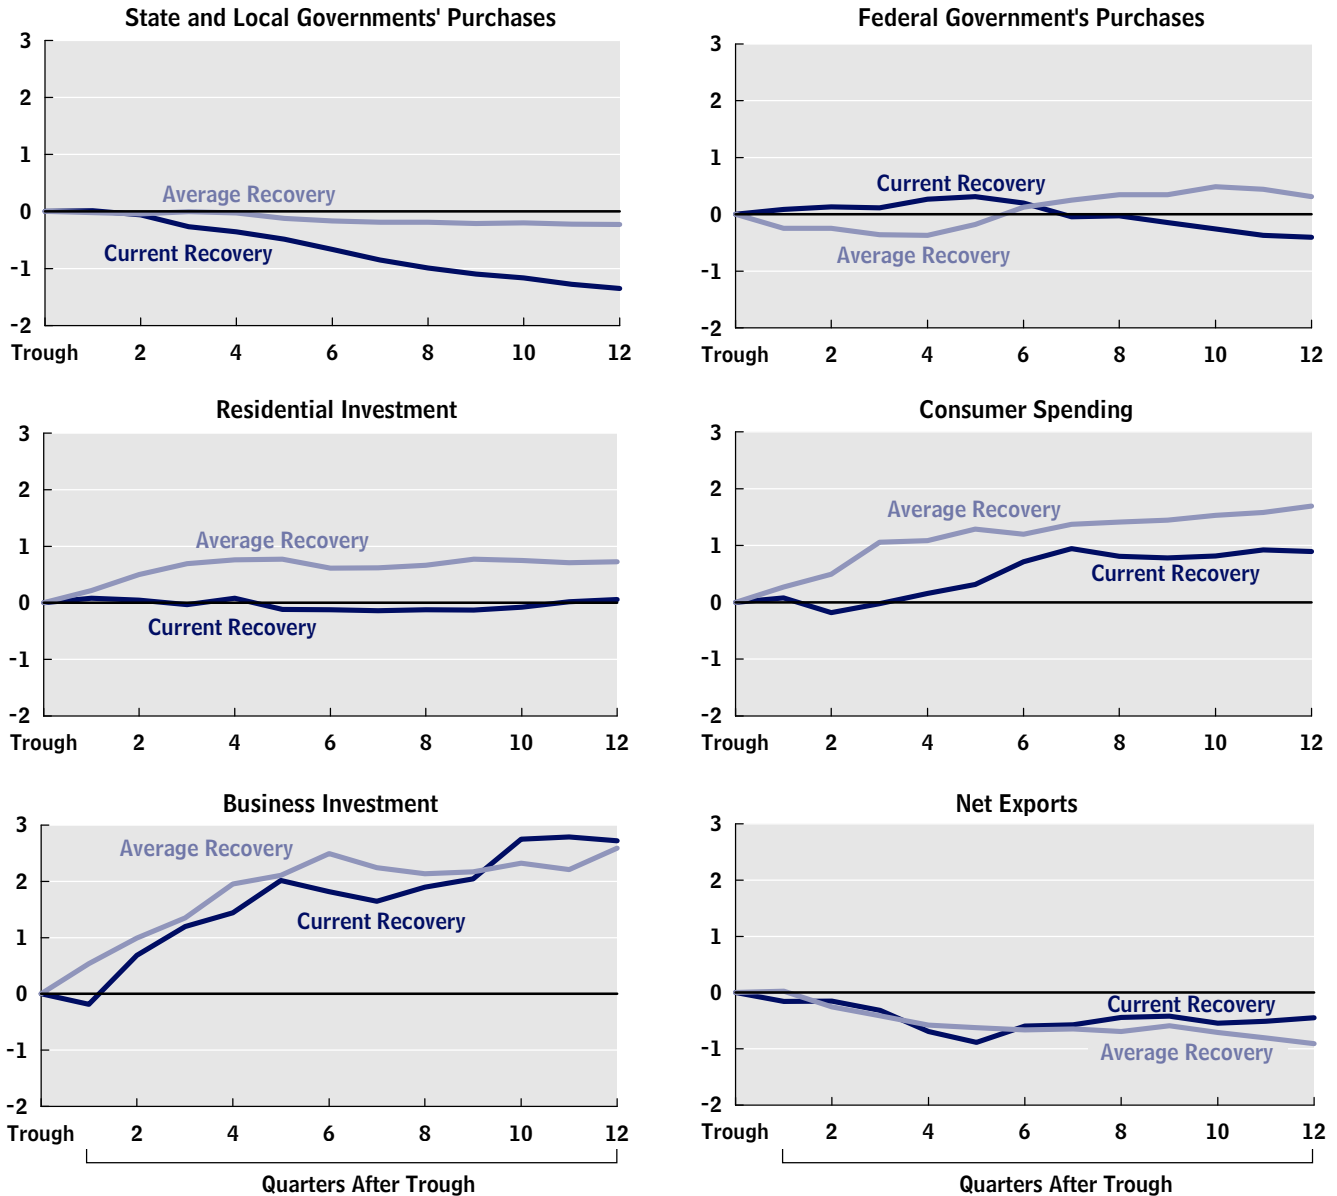 State and Local Governments' Purchases
3
2
1
0
-1
-2
Average Recovery
Current Recovery
Trough 2 4 6 8 10 12
Federal Government's Purchases
3
2
1
0
-1
-2
Current Recovery
Average Recovery
Trough 2 4 6 8 10 12
Residential Investment
3
2
1
0
-1
-2
Average Recovery
Current Recovery
Trough 2 4 6 8 10 12
Consumer Spending
3
2
1
0
-1
-2
Average Recovery
Current Recovery
Trough 2 4 6 8 10 12
Business Investment
3
2
1
0
-1
-2
Average Recovery
Current Recovery
Trough 2 4 6 8 10 12
Quarters After Trough
Net Exports
3
2
1
0
-1
-2
Current Recovery
Average Recovery
Trough 2 4 6 8 10 12
Quarters After Trough